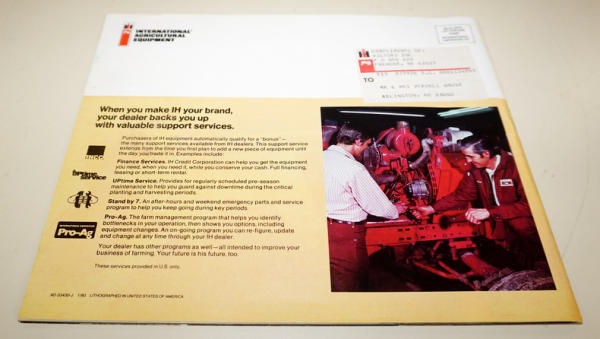 INTERNATIONAL
AGRICULTURAL
EQUIPMENT
COMPLIMENTS OF:
TO
When you make IH your brand,
your dealer backs you up
with valuable support services.
Purchasers of IH equipment automatically qualify for a "bonus"—
the many support services available from IH dealers. This support service
extends from the time you first plan to add a new piece of equipment until
the day you trade it in. Examples include:
IHCC
Finance Services. IH Credit Corporation can help you get the equipment
you need, when you need it, while you conserve your cash. Full financing,
leasing or short-term rental.
UPtime Service. Provides for regularly scheduled pre-season
maintenance to help you guard against downtime during the critical
planting and harvesting periods.
Stand by 7. An after-hours and weekend emergency parts and service
program to help you keep going during key periods.
Pro-Ag
Pro-Ag. The farm management program that helps you identify
bottlenecks in your operation, then shows you options, including
equipment changes. An on-going program you can re-figure, update
and change at any time through your IH dealer.
Your dealer has other programs as well—all intended to improve your
business of farming. Your future is his future, too.
These services provided in U.S. only.
LITHOGRAPHED IN UNITED STATES OF AMERICA